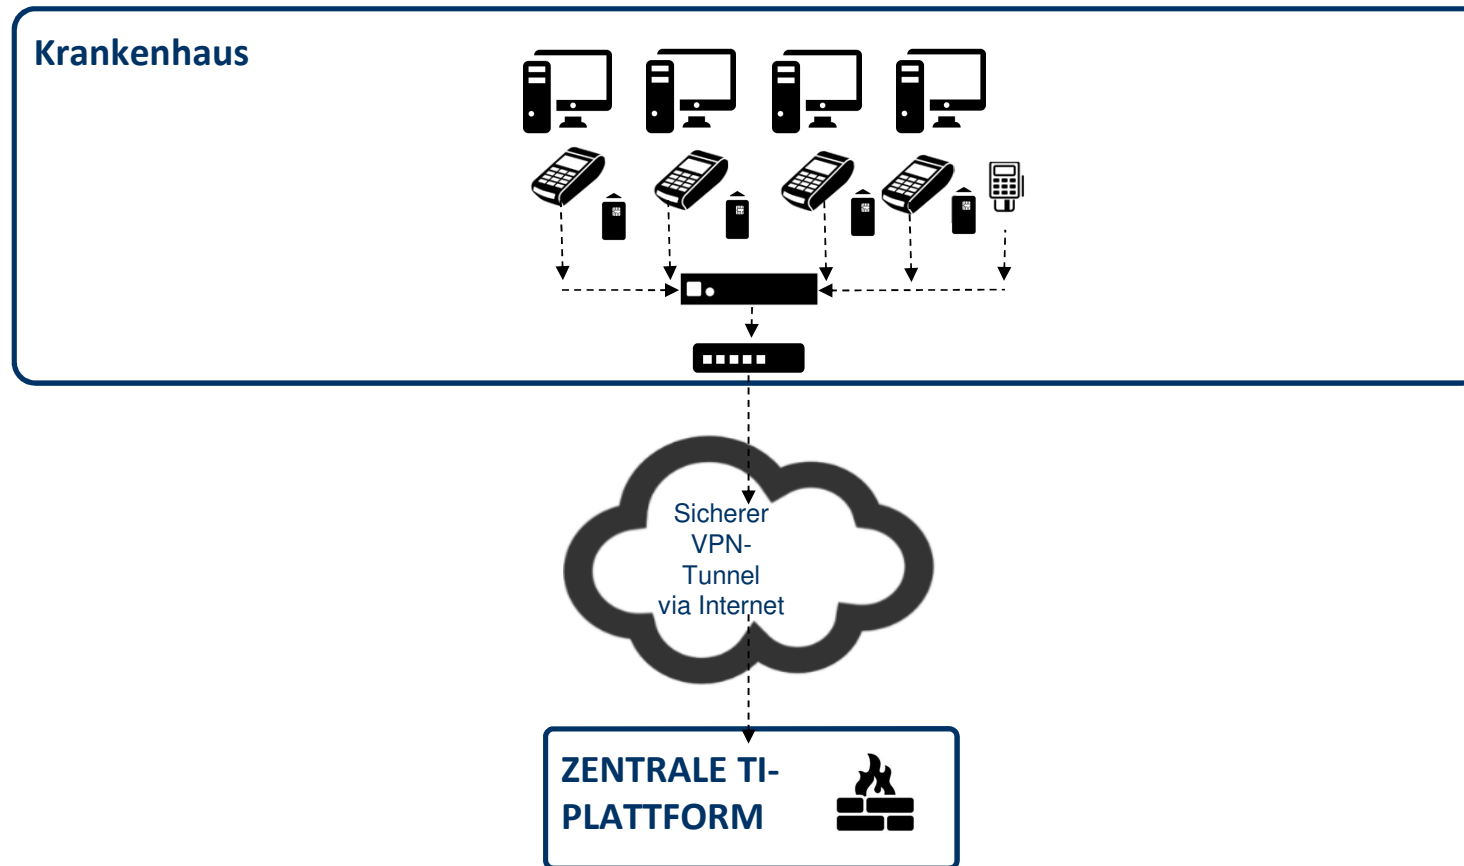 Krankenhaus
Sicherer
VPN-
Tunnel
via Internet
ZENTRALE TI-
PLATTFORM